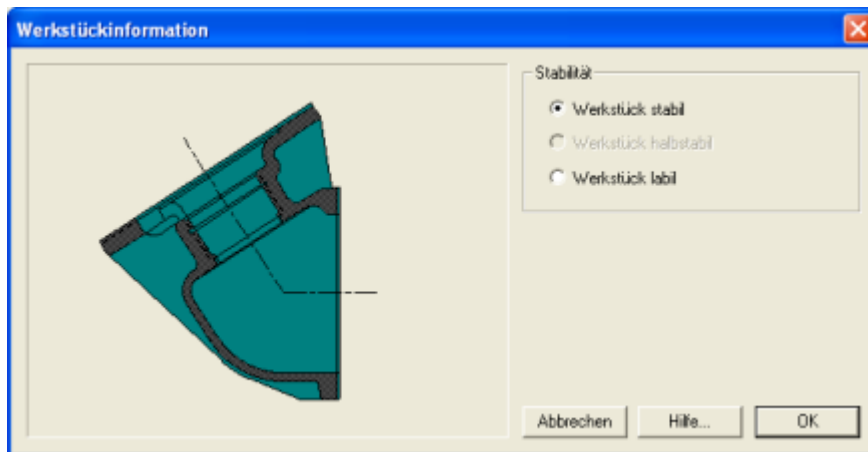 Werkstückinformation
Stabilität
Werkstück stabil
Werkstück halbstabil
Werkstück labil
Abbrechen
Hilfe...
OK